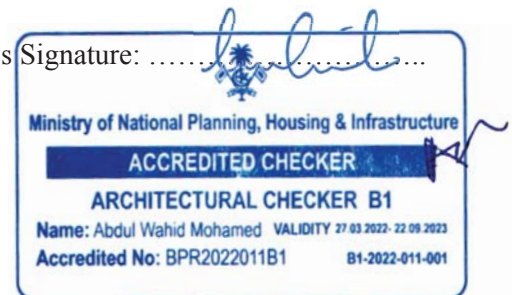 s Signature: ........................................
Ministry of National Planning, Housing & Infrastructure
ACCREDITED CHECKER
ARCHITECTURAL CHECKER B1
Name: Abdul Wahid Mohamed VALIDITY 27.03.2022- 22.09.2023
Accredited No: BPR2022011B1 B1-2022-011-001